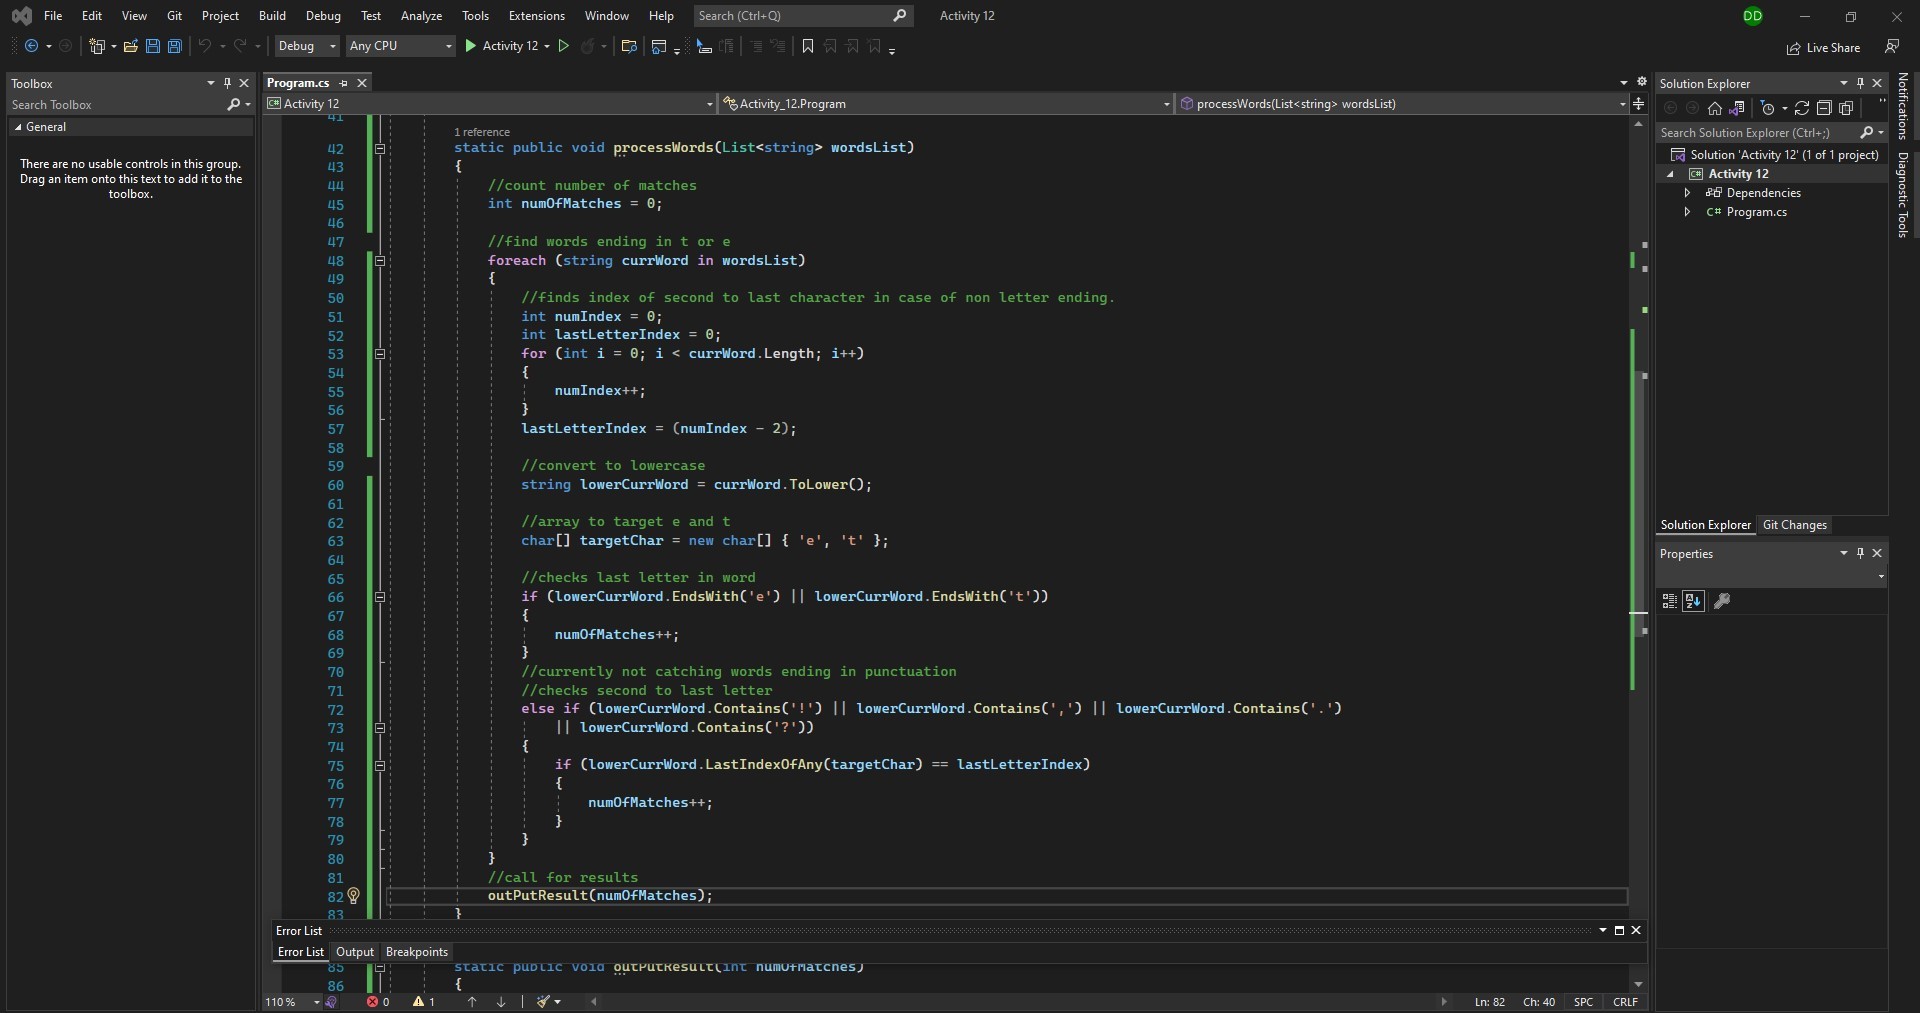 File Edit View Git Project Build Debug Test Analyze Tools Extensions Window Help Search (Ctrl+Q) Activity 12 DD
Debug Any CPU Activity 12 Live Share
Toolbox
Search Toolbox
General
There are no usable controls in this group.
Drag an item onto this text to add it to the
toolbox.
Program.cs
Activity 12 Activity_12.Program processWords(List<string> wordsList)
41
1 reference
42 static public void processWords(List<string> wordsList)
43 {
44 //count number of matches
45 int numOfMatches = 0;
46
47 //find words ending in t or e
48 foreach (string currWord in wordsList)
49 {
50 //finds index of second to last character in case of non letter ending.
51 int numIndex = 0;
52 int lastLetterIndex = 0;
53 for (int i = 0; i < currWord.Length; i++)
54 {
55 numIndex++;
56 }
57 lastLetterIndex = (numIndex - 2);
58
59 //convert to lowercase
60 string lowerCurrWord = currWord.ToLower();
61
62 //array to target e and t
63 char[] targetChar = new char[] { 'e', 't' };
64
65 //checks last letter in word
66 if (lowerCurrWord.EndsWith('e') || lowerCurrWord.EndsWith('t'))
67 {
68 numOfMatches++;
69 }
70 //currently not catching words ending in punctuation
71 //checks second to last letter
72 else if (lowerCurrWord.Contains('!') || lowerCurrWord.Contains(',') || lowerCurrWord.Contains('.')
73 || lowerCurrWord.Contains('?'))
74 {
75 if (lowerCurrWord.LastIndexOfAny(targetChar) == lastLetterIndex)
76 {
77 numOfMatches++;
78 }
79 }
80 }
81 //call for results
82 outPutResult(numOfMatches);
83 }
Error List
Error List Output Breakpoints
85 static public void outPutResult(int numOfMatches)
86 {
110 % 0 1 Ln: 82 Ch: 40 SPC CRLF
Solution Explorer
Search Solution Explorer (Ctrl+;)
Solution 'Activity 12' (1 of 1 project)
Activity 12
Dependencies
C# Program.cs
Solution Explorer Git Changes
Properties
Notifications
Diagnostic Tools